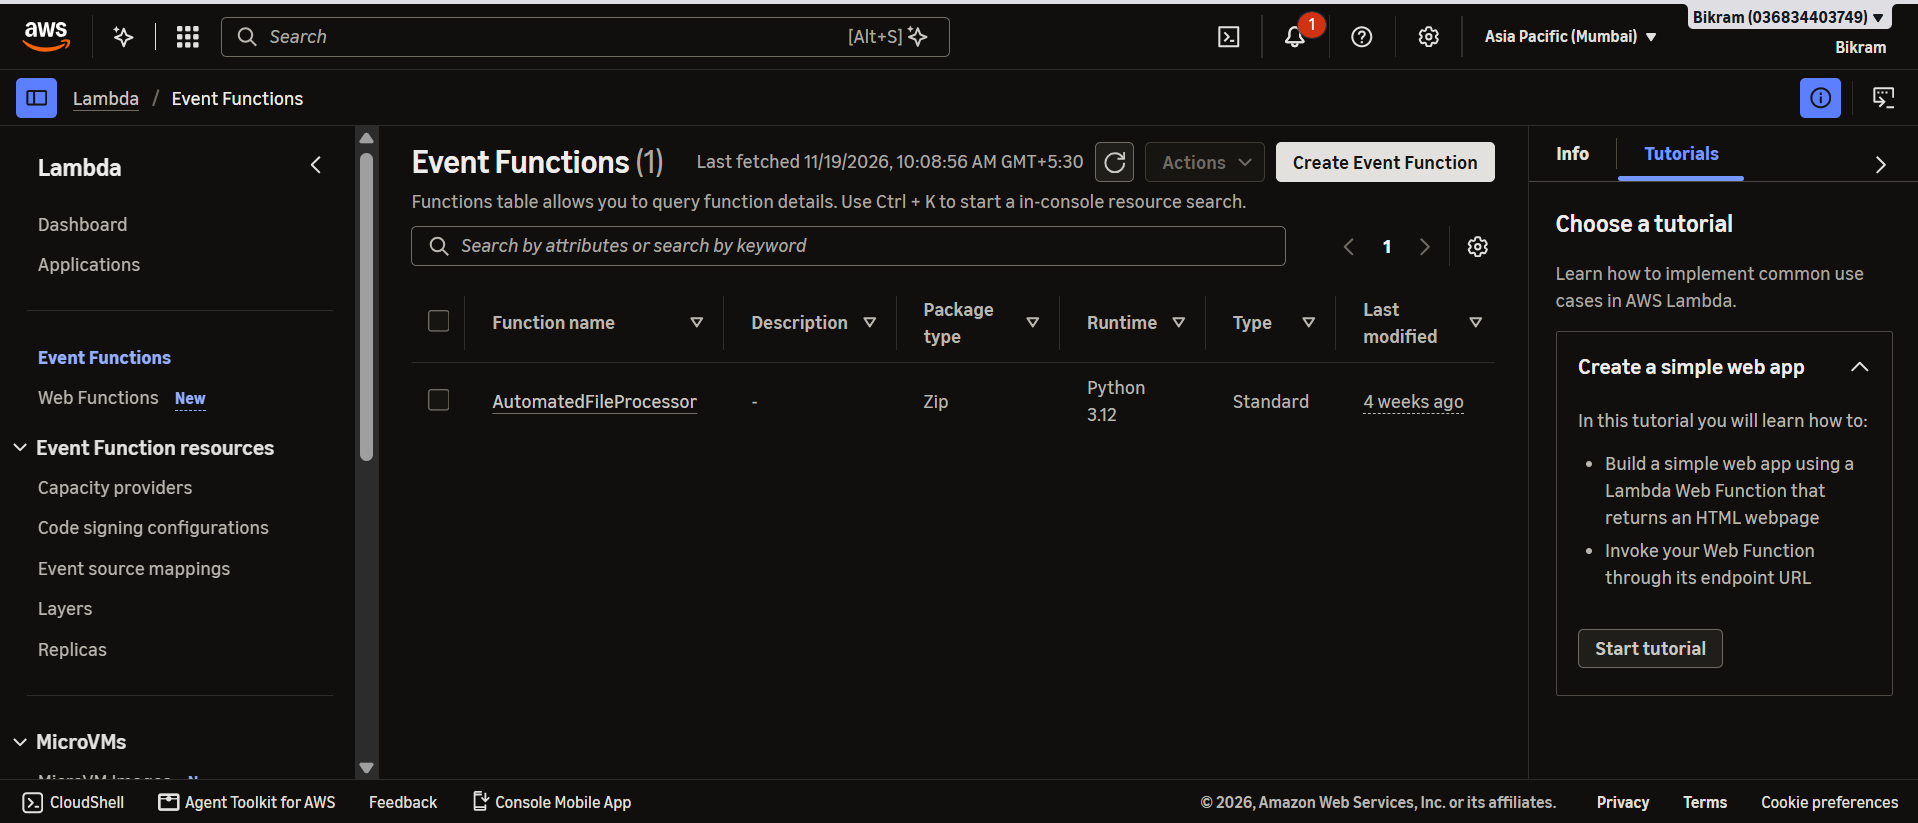 aws
Search
[Alt+S]
1
Asia Pacific (Mumbai)
Bikram (036834403749)
Bikram
Lambda / Event Functions
Lambda
Dashboard
Applications
Event Functions
Web Functions New
Event Function resources
Capacity providers
Code signing configurations
Event source mappings
Layers
Replicas
MicroVMs
MicroVM Images
Event Functions (1)
Last fetched 11/19/2026, 10:08:56 AM GMT+5:30
Actions
Create Event Function
Functions table allows you to query function details. Use Ctrl + K to start a in-console resource search.
Search by attributes or search by keyword
1
Function name
Description
Package type
Runtime
Type
Last modified
AutomatedFileProcessor
-
Zip
Python 3.12
Standard
4 weeks ago
Info
Tutorials
Choose a tutorial
Learn how to implement common use
cases in AWS Lambda.
Create a simple web app
In this tutorial you will learn how to:
• Build a simple web app using a
Lambda Web Function that
returns an HTML webpage
• Invoke your Web Function
through its endpoint URL
Start tutorial
CloudShell
Agent Toolkit for AWS
Feedback
Console Mobile App
© 2026, Amazon Web Services, Inc. or its affiliates.
Privacy
Terms
Cookie preferences